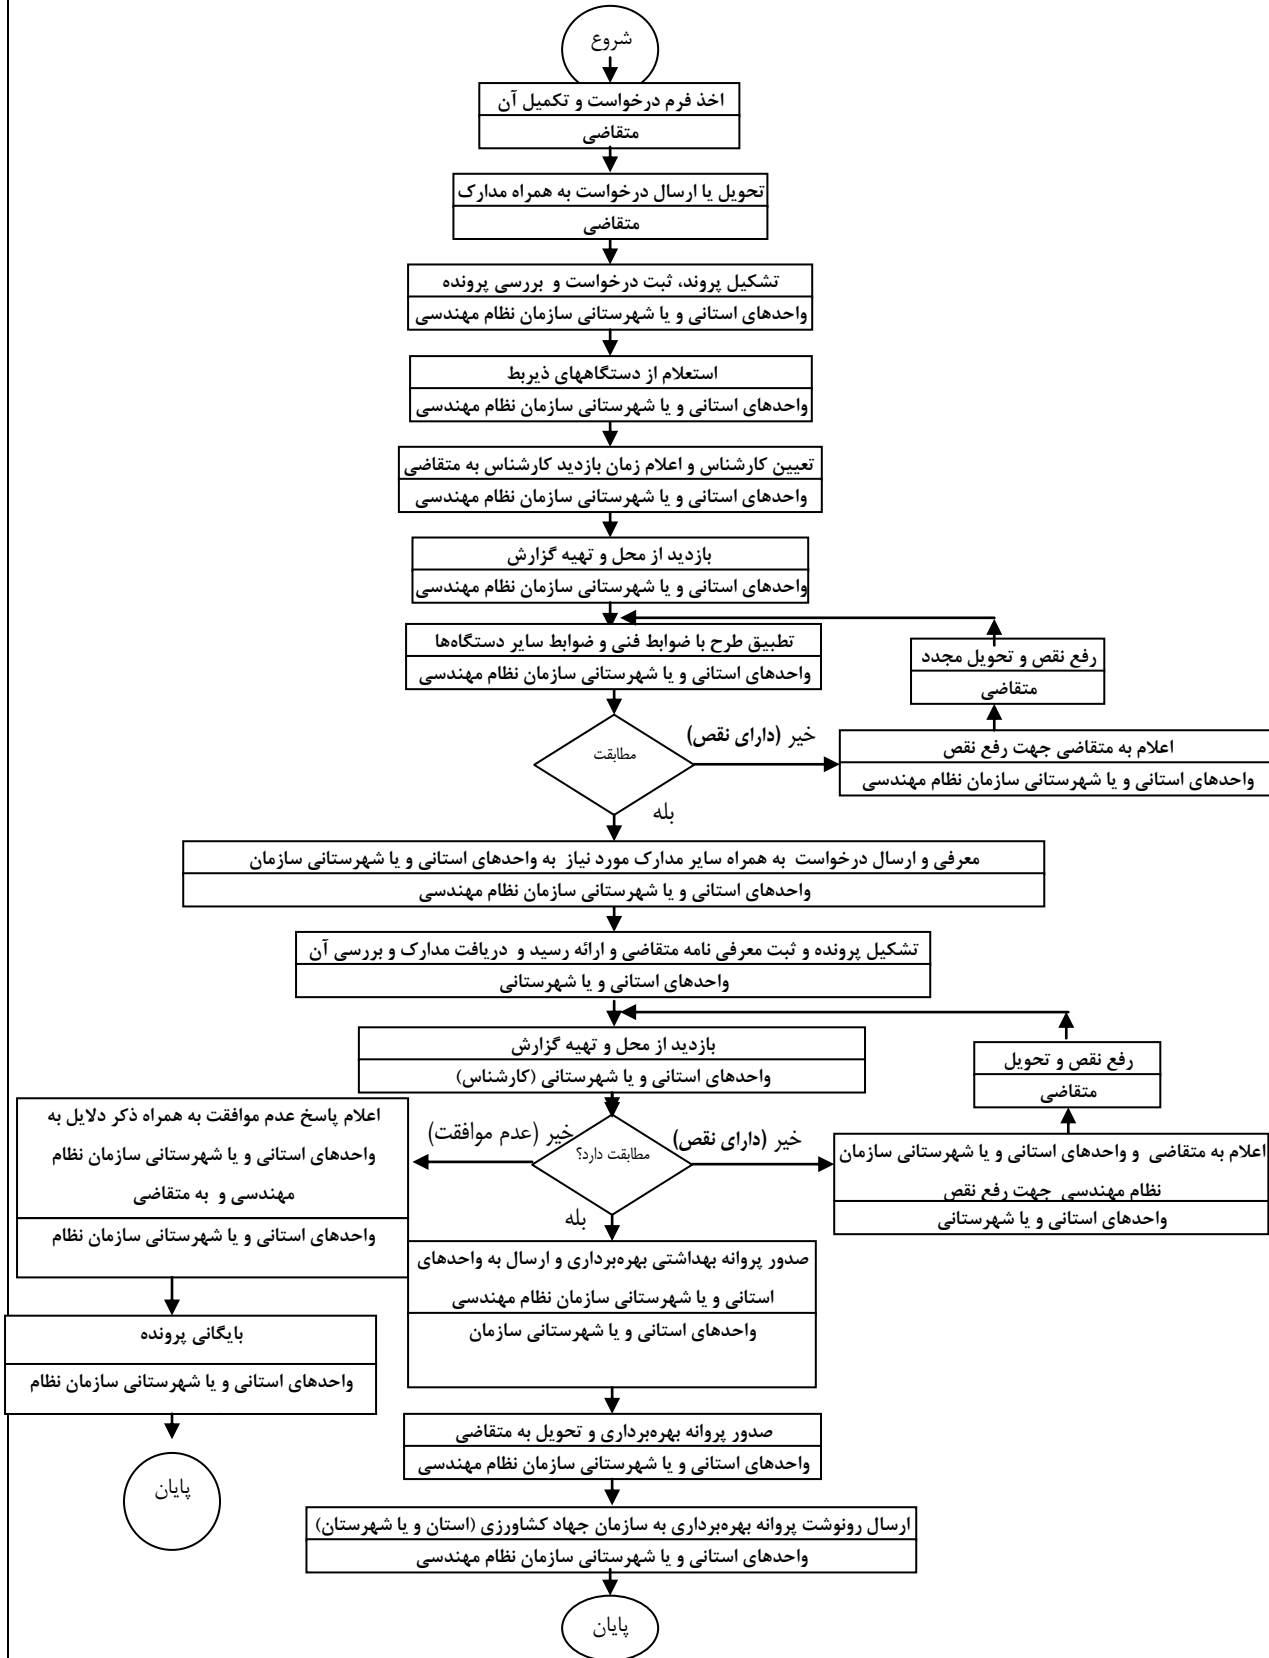 شروع
اخذ فرم درخواست و تکمیل آن
متقاضی
تحویل یا ارسال درخواست به همراه مدارک
متقاضی
تشکیل پروند، ثبت درخواست و بررسی پرونده
واحدهای استانی و یا شهرستانی سازمان نظام مهندسی
استعلام از دستگاههای ذیربط
واحدهای استانی و یا شهرستانی سازمان نظام مهندسی
تعیین کارشناس و اعلام زمان بازدید کارشناس به متقاضی
واحدهای استانی و یا شهرستانی سازمان نظام مهندسی
بازدید از محل و تهیه گزارش
واحدهای استانی و یا شهرستانی سازمان نظام مهندسی
تطبیق طرح با ضوابط فنی و ضوابط سایر دستگاه‌ها
واحدهای استانی و یا شهرستانی سازمان نظام مهندسی
رفع نقص و تحویل مجدد
متقاضی
مطابقت
خیر (دارای نقص)
اعلام به متقاضی جهت رفع نقص
واحدهای استانی و یا شهرستانی سازمان نظام مهندسی
بله
معرفی و ارسال درخواست به همراه سایر مدارک مورد نیاز به واحدهای استانی و یا شهرستانی سازمان
واحدهای استانی و یا شهرستانی سازمان نظام مهندسی
تشکیل پرونده و ثبت معرفی نامه متقاضی و ارائه رسید و دریافت مدارک و بررسی آن
واحدهای استانی و یا شهرستانی
بازدید از محل و تهیه گزارش
واحدهای استانی و یا شهرستانی (کارشناس)
رفع نقص و تحویل
متقاضی
مطابقت دارد؟
خیر (دارای نقص)
اعلام به متقاضی و واحدهای استانی و یا شهرستانی سازمان
نظام مهندسی جهت رفع نقص
واحدهای استانی و یا شهرستانی
خیر (عدم موافقت)
اعلام پاسخ عدم موافقت به همراه ذکر دلایل به
واحدهای استانی و یا شهرستانی سازمان نظام
مهندسی و به متقاضی
واحدهای استانی و یا شهرستانی سازمان نظام
بایگانی پرونده
واحدهای استانی و یا شهرستانی سازمان نظام
پایان
بله
صدور پروانه بهداشتی بهره‌برداری و ارسال به واحدهای
استانی و یا شهرستانی سازمان نظام مهندسی
واحدهای استانی و یا شهرستانی سازمان
صدور پروانه بهره‌برداری و تحویل به متقاضی
واحدهای استانی و یا شهرستانی سازمان نظام مهندسی
ارسال رونوشت پروانه بهره‌برداری به سازمان جهاد کشاورزی (استان و یا شهرستان)
واحدهای استانی و یا شهرستانی سازمان نظام مهندسی
پایان